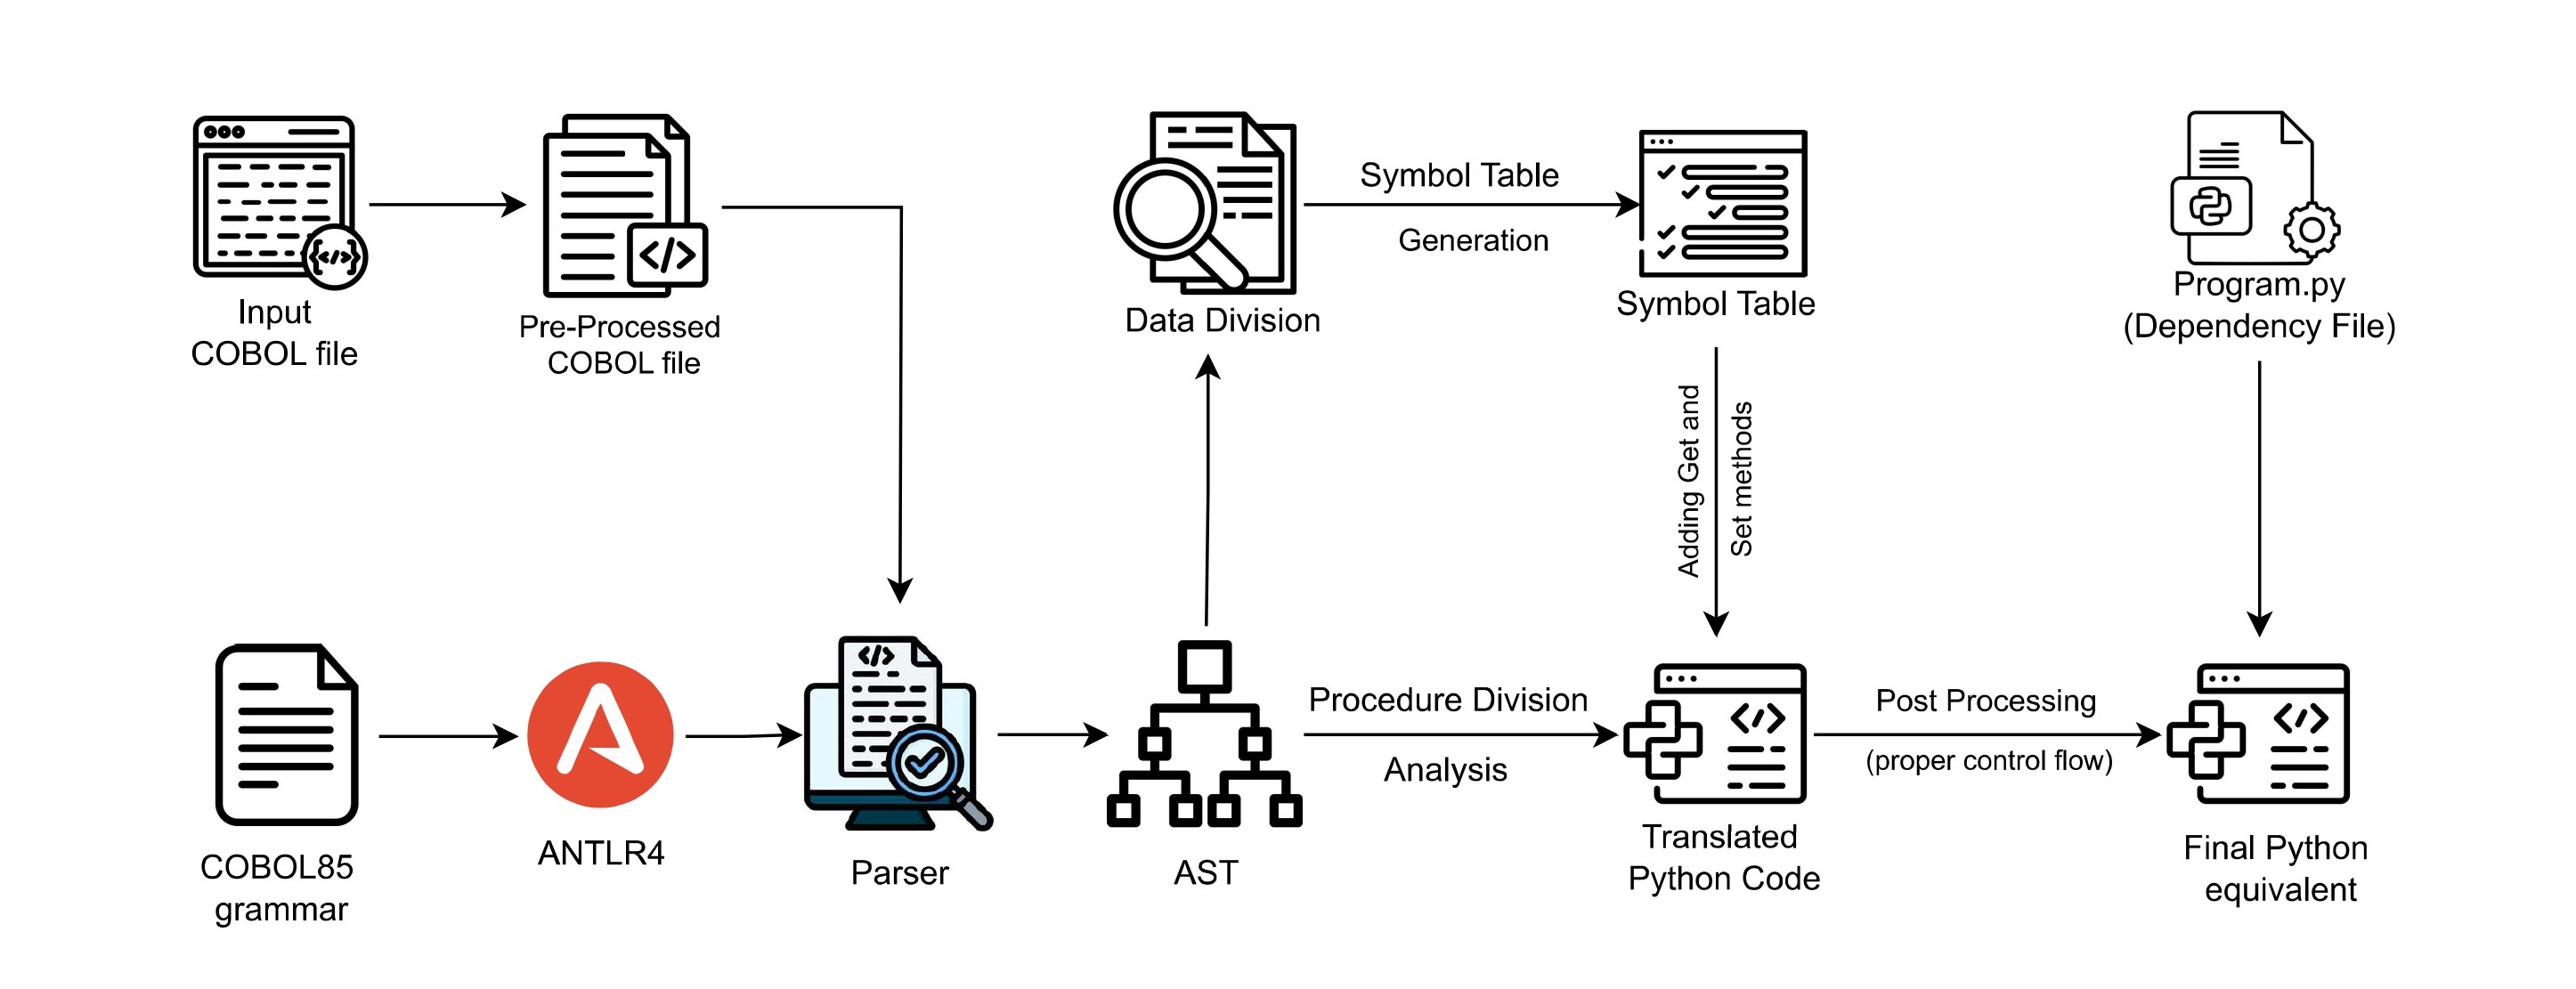 Input
COBOL file
Pre-Processed
COBOL file
Data Division
Symbol Table
Generation
Symbol Table
Program.py
(Dependency File)
Adding Get and
Set methods
COBOL85
grammar
ANTLR4
Parser
AST
Procedure Division
Analysis
Translated
Python Code
Post Processing
(proper control flow)
Final Python
equivalent